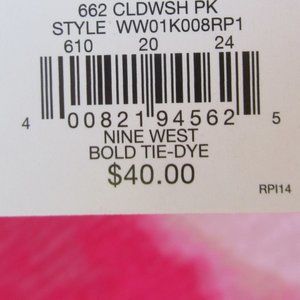 662 CLDWSH PK
STYLE WW01K008RP1
610 20 24
4 00821 94562 5
NINE WEST
BOLD TIE-DYE
$40.00
RPI14